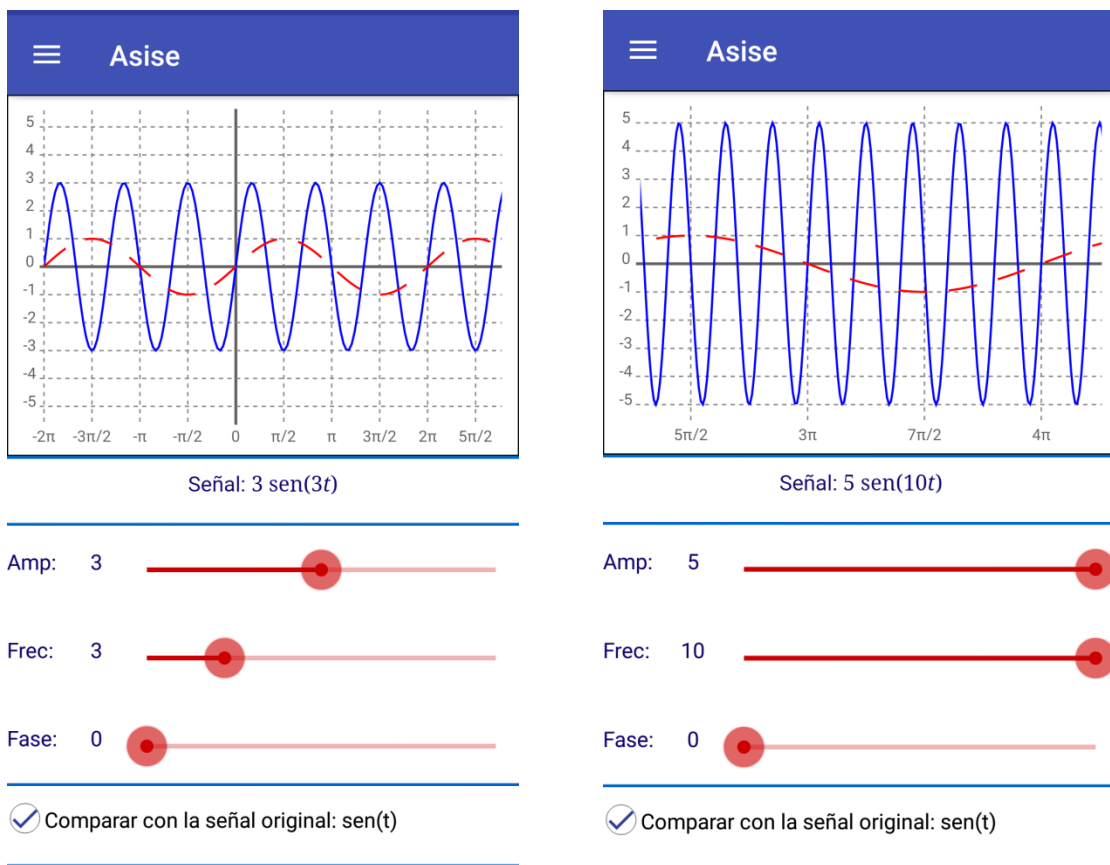 Asise
5
4
3
2
1
0
-1
-2
-3
-4
-5
-2π -3π/2 -π -π/2 0 π/2 π 3π/2 2π 5π/2
Señal: 3 sen(3t)
Amp: 3
Frec: 3
Fase: 0
Comparar con la señal original: sen(t)
Asise
5
4
3
2
1
0
-1
-2
-3
-4
-5
5π/2 3π 7π/2 4π
Señal: 5 sen(10t)
Amp: 5
Frec: 10
Fase: 0
Comparar con la señal original: sen(t)